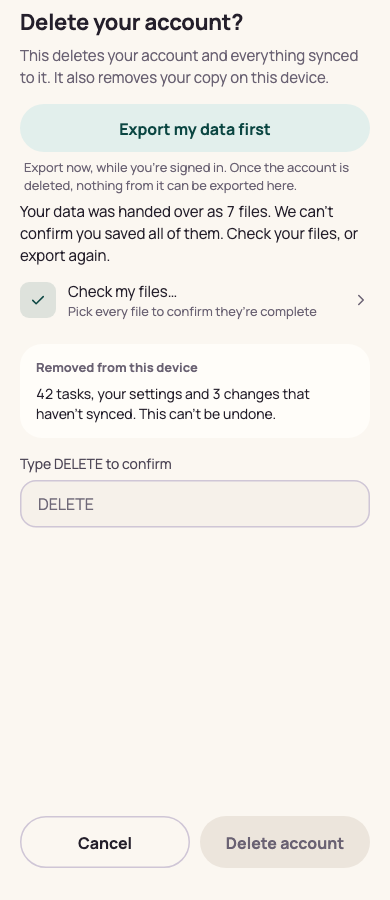 Delete your account?
This deletes your account and everything synced
to it. It also removes your copy on this device.
Export my data first
Export now, while you're signed in. Once the account is
deleted, nothing from it can be exported here.
Your data was handed over as 7 files. We can't
confirm you saved all of them. Check your files, or
export again.
Check my files…
Pick every file to confirm they're complete
Removed from this device
42 tasks, your settings and 3 changes that
haven't synced. This can't be undone.
Type DELETE to confirm
DELETE
Cancel
Delete account